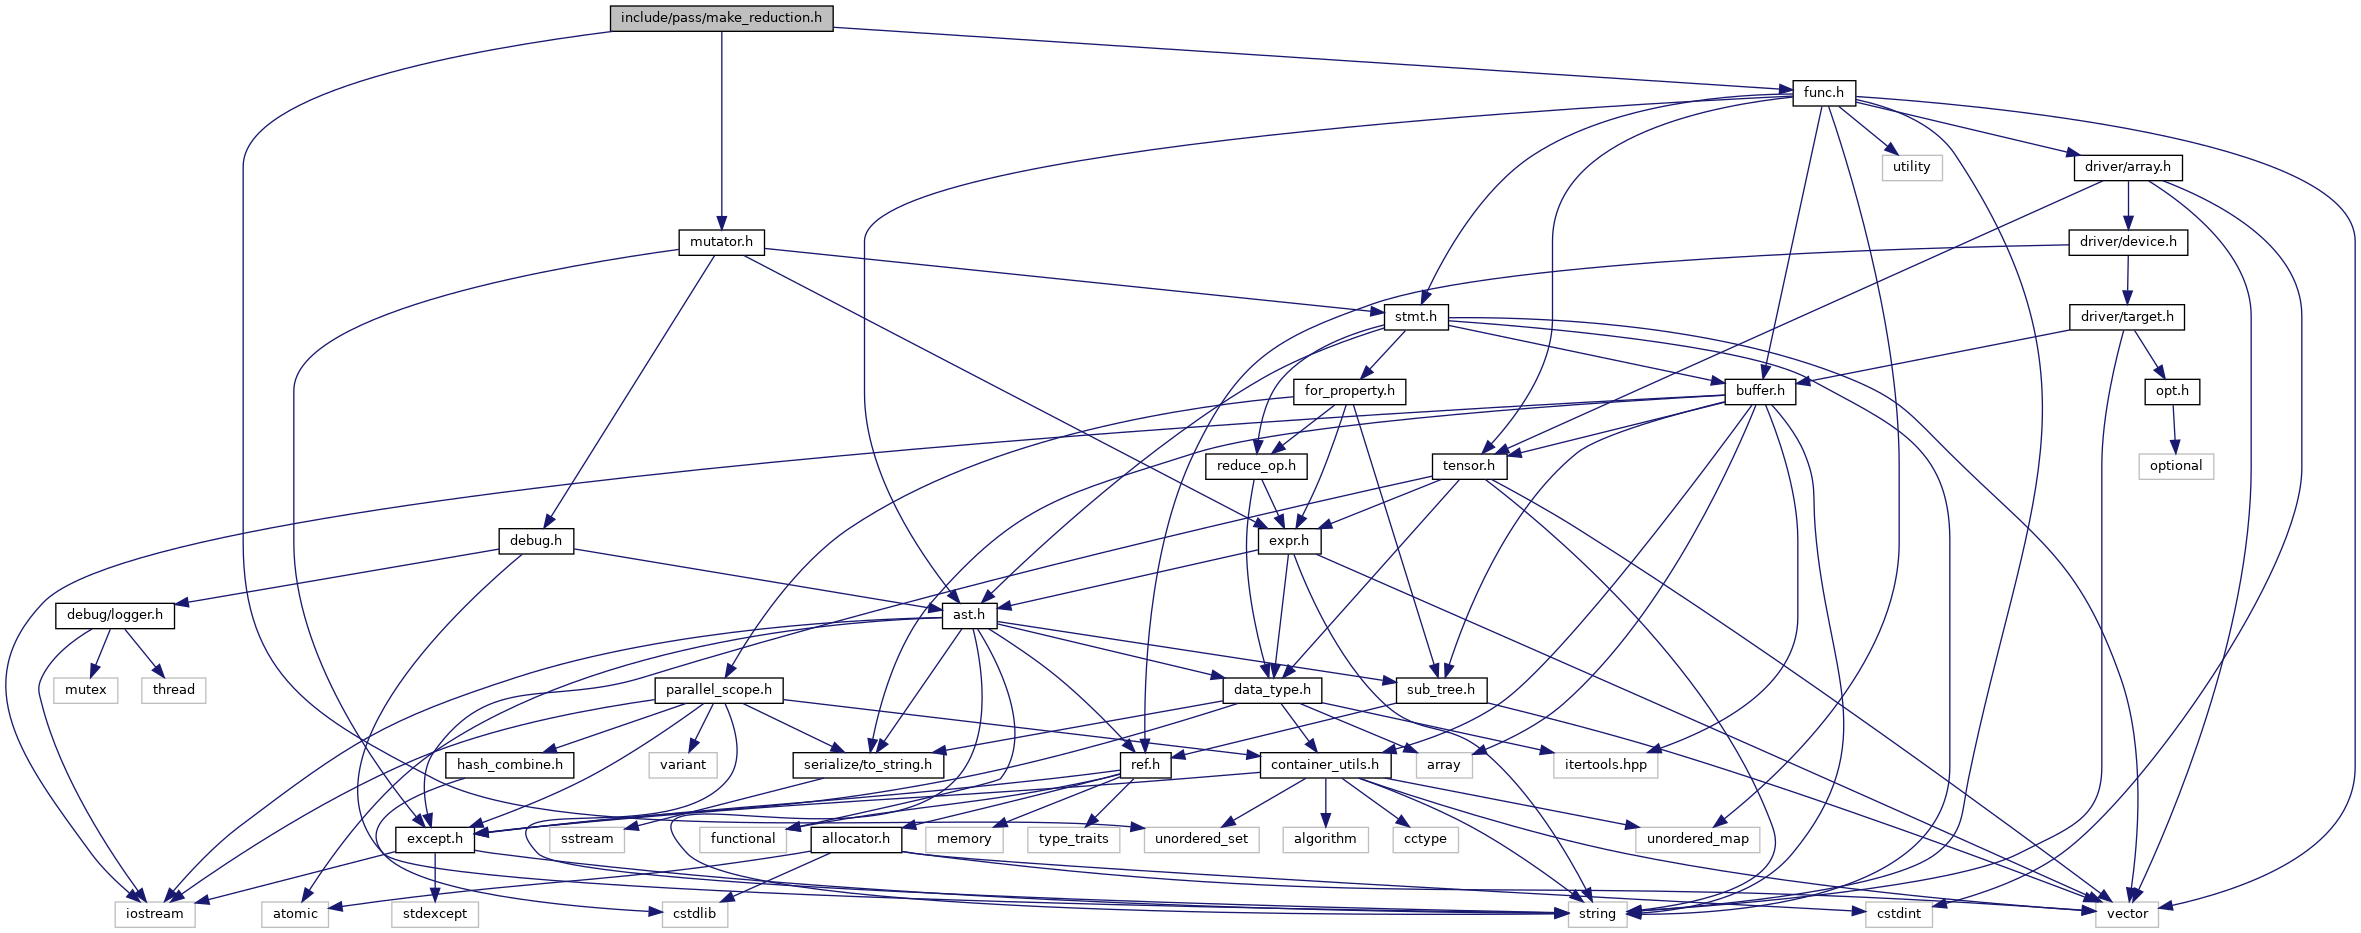 include/pass/make_reduction.h
func.h
utility
driver/array.h
mutator.h
driver/device.h
stmt.h
driver/target.h
for_property.h
buffer.h
opt.h
reduce_op.h
tensor.h
optional
debug.h
expr.h
debug/logger.h
ast.h
mutex
thread
parallel_scope.h
data_type.h
sub_tree.h
hash_combine.h
variant
serialize/to_string.h
ref.h
container_utils.h
array
itertools.hpp
except.h
sstream
functional
allocator.h
memory
type_traits
unordered_set
algorithm
cctype
unordered_map
iostream
atomic
stdexcept
cstdlib
string
cstdint
vector